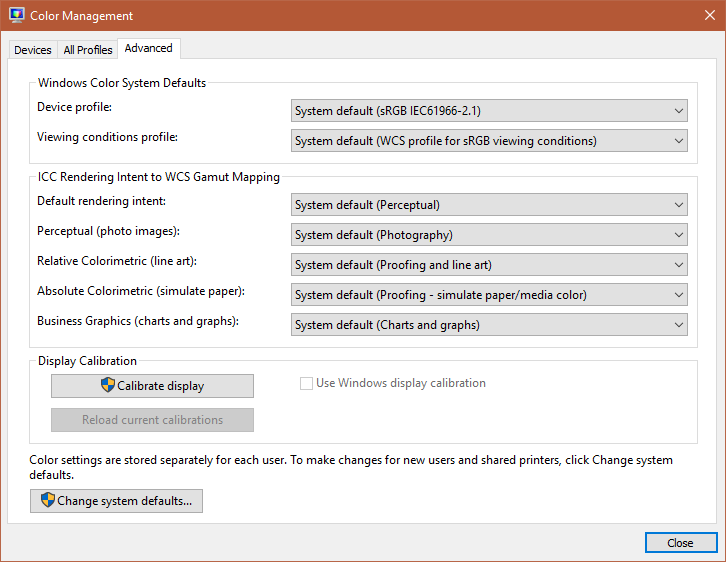 Color Management
Devices
All Profiles
Advanced
Windows Color System Defaults
Device profile:
System default (sRGB IEC61966-2.1)
Viewing conditions profile:
System default (WCS profile for sRGB viewing conditions)
ICC Rendering Intent to WCS Gamut Mapping
Default rendering intent:
System default (Perceptual)
Perceptual (photo images):
System default (Photography)
Relative Colorimetric (line art):
System default (Proofing and line art)
Absolute Colorimetric (simulate paper):
System default (Proofing - simulate paper/media color)
Business Graphics (charts and graphs):
System default (Charts and graphs)
Display Calibration
Calibrate display
Use Windows display calibration
Reload current calibrations
Color settings are stored separately for each user. To make changes for new users and shared printers, click Change system
defaults.
Change system defaults...
Close